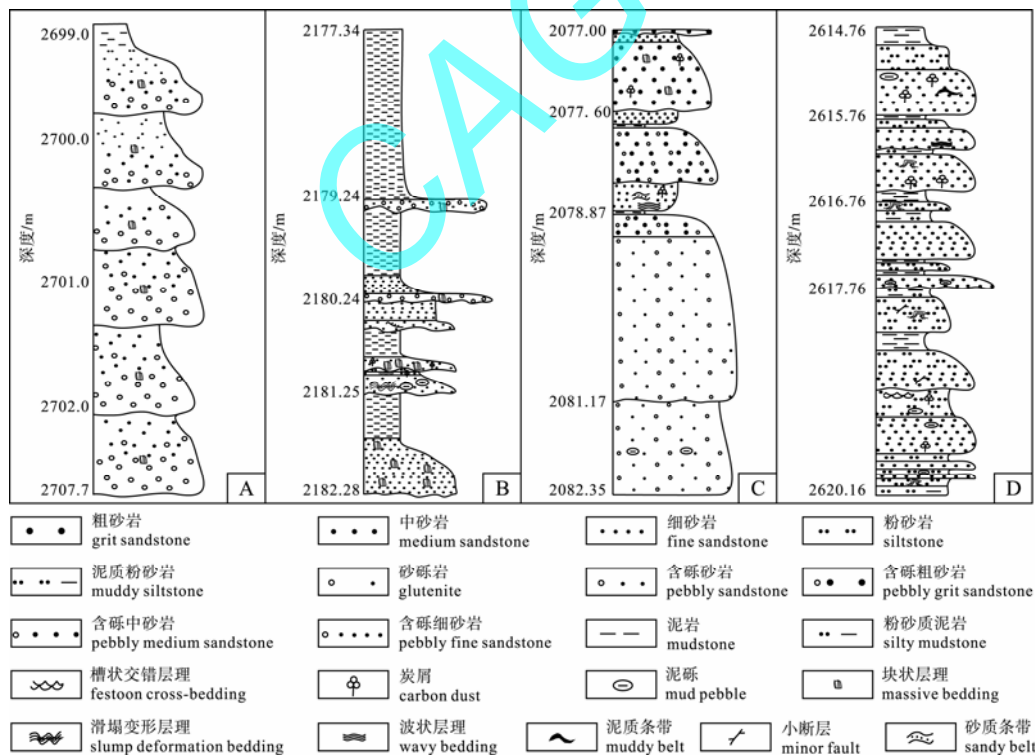 2699.0
2700.0
2701.0
2702.0
2707.7
深度/m
A
2177.34
2179.24
2180.24
2181.25
2182.28
深度/m
B
2077.00
2077.60
2078.87
2081.17
2082.35
深度/m
C
2614.76
2615.76
2616.76
2617.76
2620.16
深度/m
D
CAG
粗砂岩
grit sandstone
中砂岩
medium sandstone
细砂岩
fine sandstone
粉砂岩
siltstone
泥质粉砂岩
muddy siltstone
砂砾岩
glutenite
含砾砂岩
pebbly sandstone
含砾粗砂岩
pebbly grit sandstone
含砾中砂岩
pebbly medium sandstone
含砾细砂岩
pebbly fine sandstone
泥岩
mudstone
粉砂质泥岩
silty mudstone
槽状交错层理
festoon cross-bedding
炭屑
carbon dust
泥砾
mud pebble
块状层理
massive bedding
滑塌变形层理
slump deformation bedding
波状层理
wavy bedding
泥质条带
muddy belt
小断层
minor fault
砂质条带
sandy belt